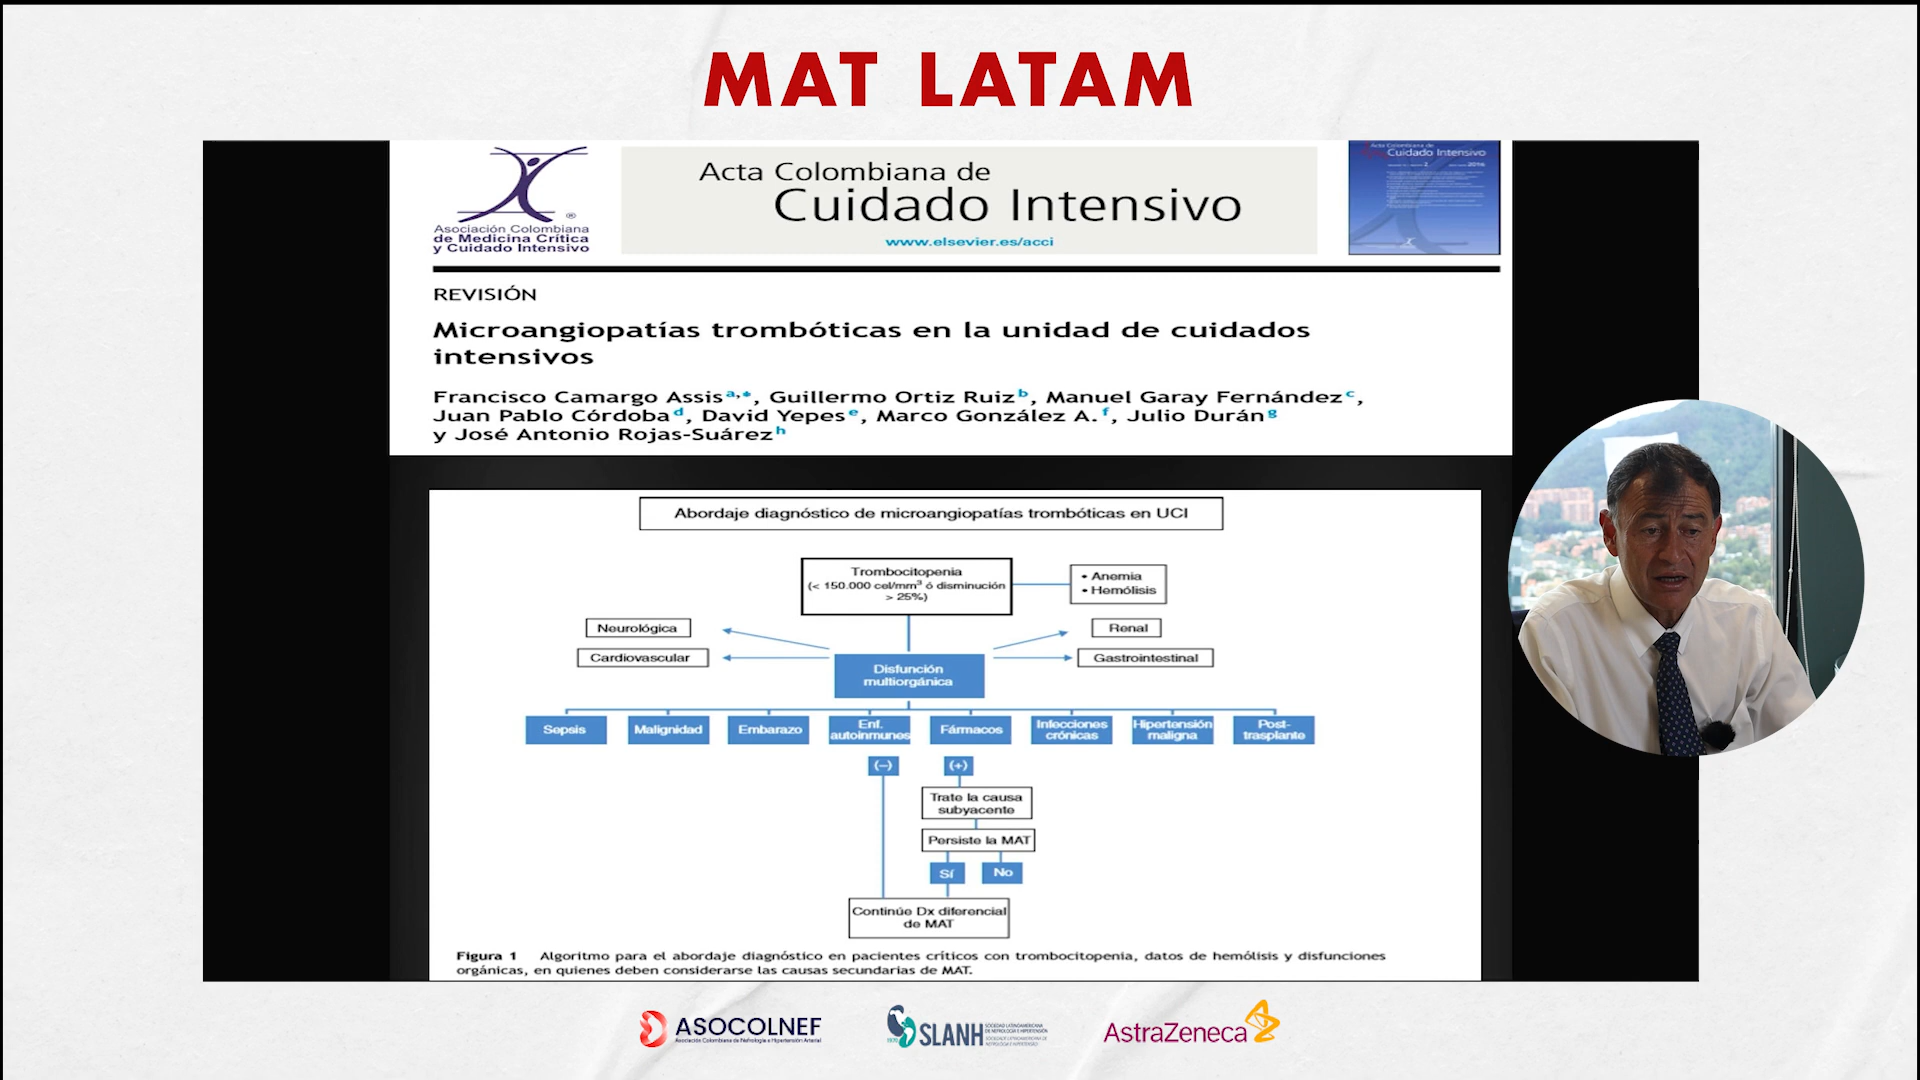 MAT LATAM
Asociación Colombiana
de Medicina Crítica
y Cuidado Intensivo
®
Acta Colombiana de
Cuidado Intensivo
www.elsevier.es/acci
Acta Colombiana de
Cuidado Intensivo
REVISIÓN
Microangiopatías trombóticas en la unidad de cuidados
intensivos
Francisco Camargo Assis a,*, Guillermo Ortiz Ruiz b, Manuel Garay Fernández c,
Juan Pablo Córdoba d, David Yepes e, Marco González A. f, Julio Durán g
y José Antonio Rojas-Suárez h
Abordaje diagnóstico de microangiopatías trombóticas en UCI
Trombocitopenia
(< 150.000 cel/mm³ ó disminución
> 25%)
• Anemia
• Hemólisis
Neurológica
Renal
Cardiovascular
Gastrointestinal
Disfunción
multiorgánica
Sepsis
Malignidad
Embarazo
Enf.
autoinmunes
Fármacos
Infecciones
crónicas
Hipertensión
maligna
Post-
trasplante
(–)
(+)
Trate la causa
subyacente
Persiste la MAT
Sí
No
Continúe Dx diferencial
de MAT
Figura 1 Algoritmo para el abordaje diagnóstico en pacientes críticos con trombocitopenia, datos de hemólisis y disfunciones
orgánicas, en quienes deben considerarse las causas secundarias de MAT.
ASOCOLNEF
Asociación Colombiana de Nefrología e Hipertensión Arterial
SLANH
SOCIEDAD LATINOAMERICANA
DE NEFROLOGÍA E HIPERTENSIÓN
AstraZeneca